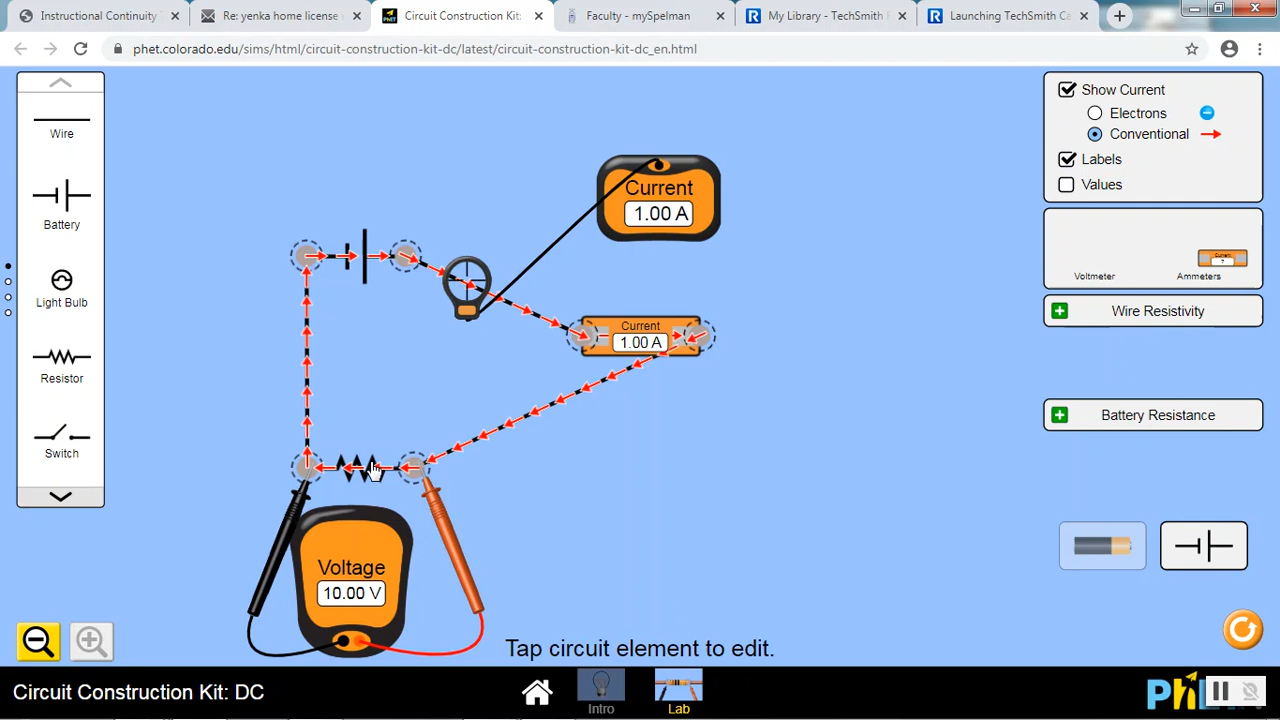 Instructional Continuity T
Re: yenka home license
Circuit Construction Kit:
Faculty - mySpelman
My Library - TechSmith
Launching TechSmith Ca
phet.colorado.edu/sims/html/circuit-construction-kit-dc/latest/circuit-construction-kit-dc_en.html
Wire
Battery
Light Bulb
Resistor
Switch
Current
1.00 A
Current
1.00 A
Voltage
10.00 V
Show Current
Electrons
Conventional
Labels
Values
Current
?
Voltmeter
Ammeters
Wire Resistivity
Battery Resistance
Tap circuit element to edit.
Circuit Construction Kit: DC
Intro
Lab
PhET